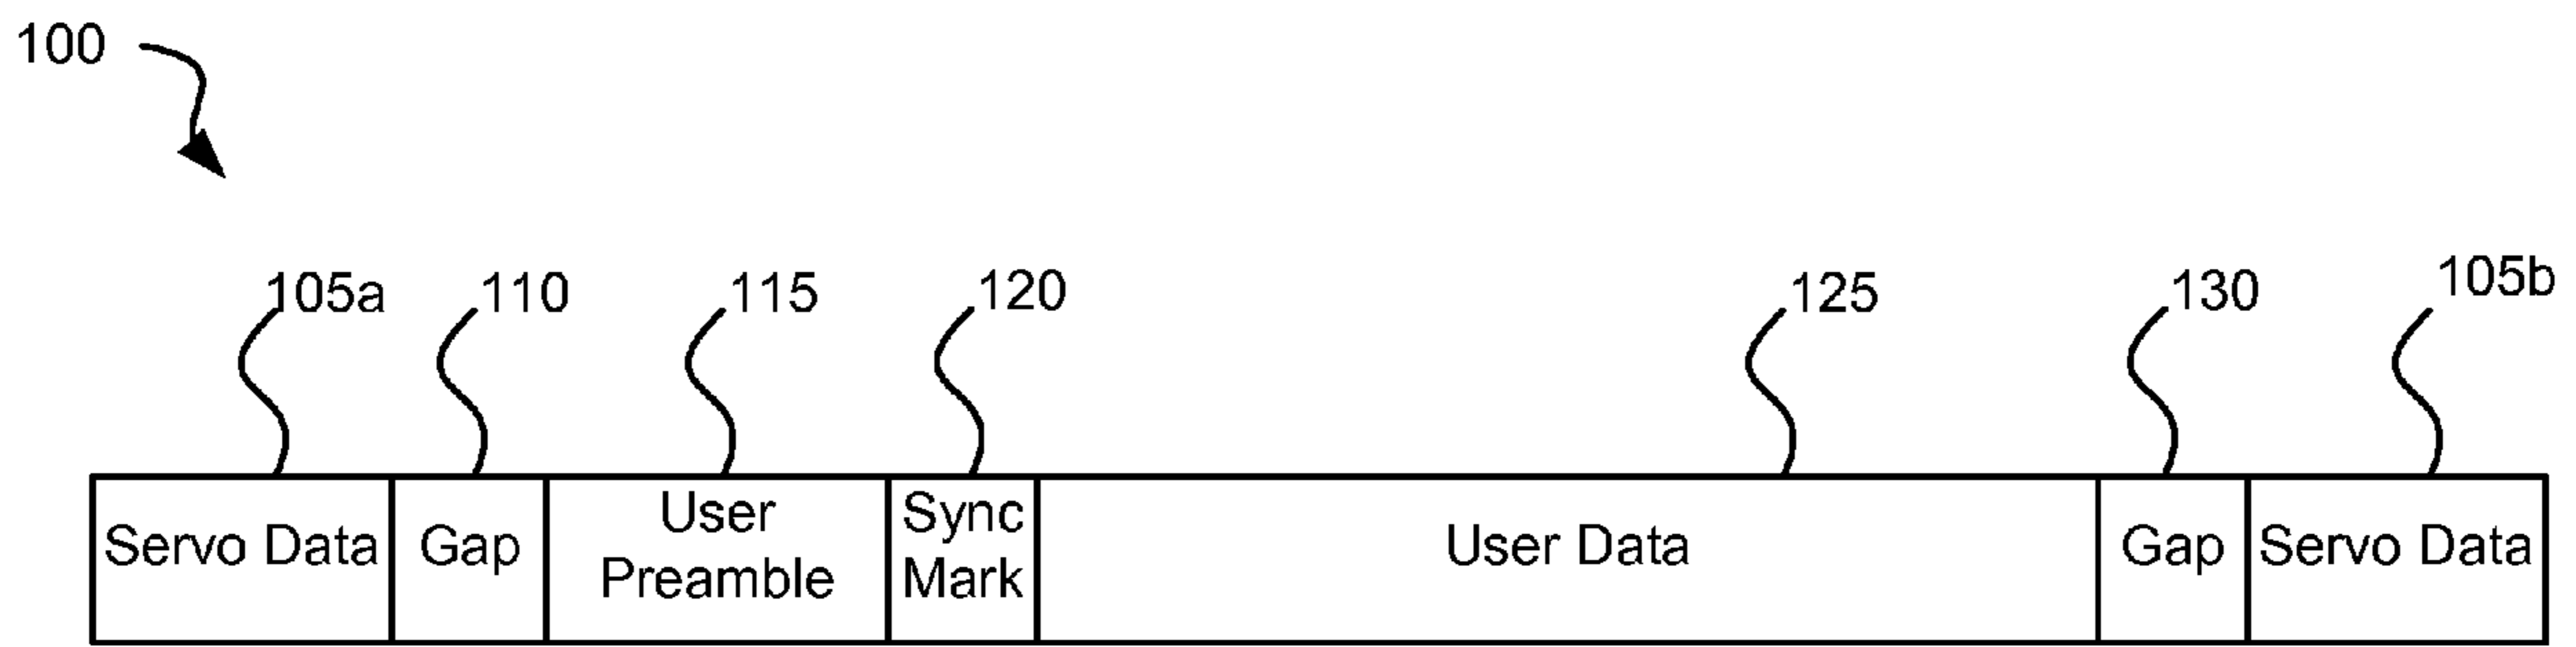 100
105a
110
115
120
125
130
105b
Servo Data
Gap
User
Preamble
Sync
Mark
User Data
Gap
Servo Data